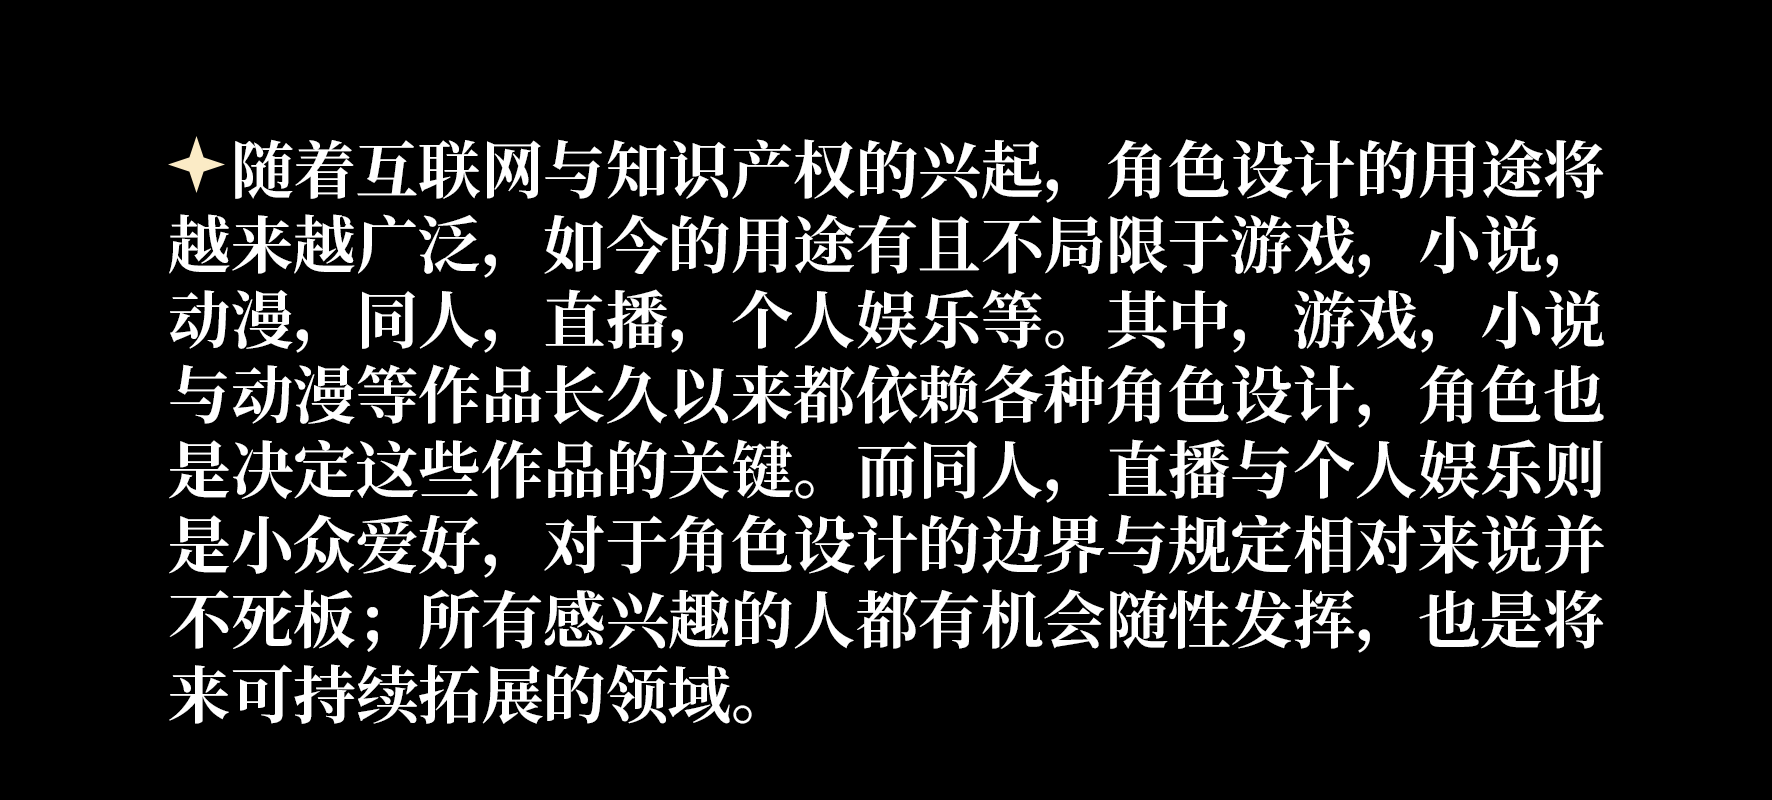 随着互联网与知识产权的兴起，角色设计的用途将
越来越广泛，如今的用途有且不局限于游戏，小说，
动漫，同人，直播，个人娱乐等。其中，游戏，小说
与动漫等作品长久以来都依赖各种角色设计，角色也
是决定这些作品的关键。而同人，直播与个人娱乐则
是小众爱好，对于角色设计的边界与规定相对来说并
不死板；所有感兴趣的人都有机会随性发挥，也是将
来可持续拓展的领域。